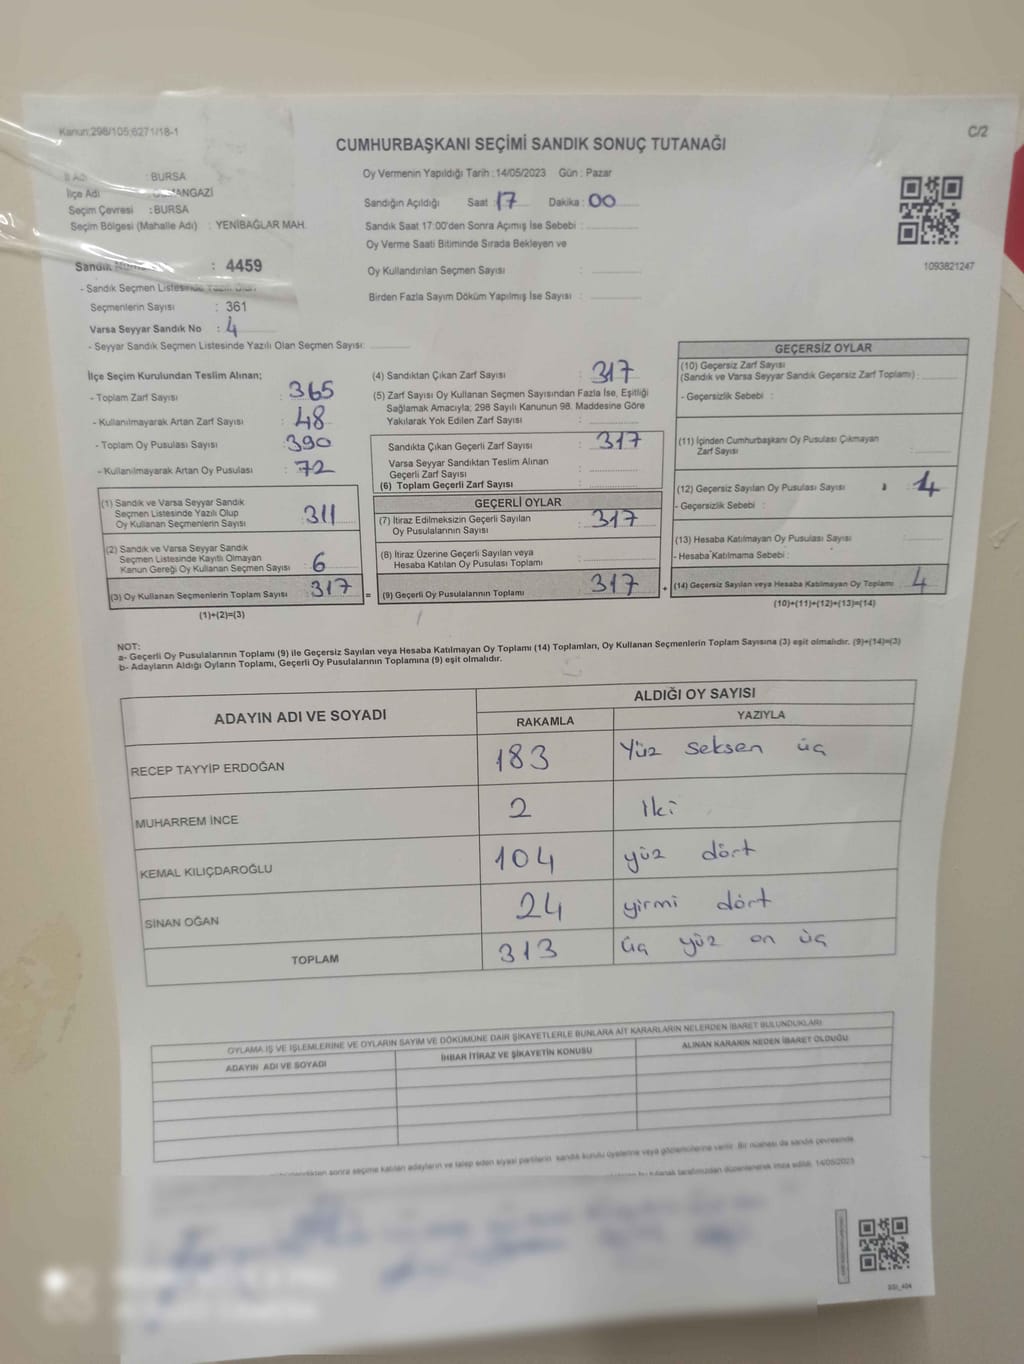 Kanun;298/105;6271/18-1
C/2
CUMHURBAŞKANI SEÇİMİ SANDIK SONUÇ TUTANAĞI
: BURSA
İlçe Adı MANGAZİ
Seçim Çevresi : BURSA
Seçim Bölgesi (Mahalle Adı) : YENİBAĞLAR MAH.
Oy Vermenin Yapıldığı Tarih :14/05/2023 Gün : Pazar
Sandığın Açıldığı Saat : 17 Dakika : 00
Sandık Saat 17:00'den Sonra Açımış İse Sebebi :
Oy Verme Saati Bitiminde Sırada Bekleyen ve
Oy Kullandırılan Seçmen Sayısı :
Birden Fazla Sayım Döküm Yapılmış İse Sayısı :
1093821247
Sandık : 4459
- Sandık Seçmen Listesinde
Seçmenlerin Sayısı : 361
Varsa Seyyar Sandık No : 4
- Seyyar Sandık Seçmen Listesinde Yazılı Olan Seçmen Sayısı:
İlçe Seçim Kurulundan Teslim Alınan;
- Toplam Zarf Sayısı : 365
- Kullanılmayarak Artan Zarf Sayısı : 48
- Toplam Oy Pusulası Sayısı : 390
- Kullanılmayarak Artan Oy Pusulası : 72
(1) Sandık ve Varsa Seyyar Sandık
Seçmen Listesinde Yazılı Olup
Oy Kullanan Seçmenlerin Sayısı : 311
(2) Sandık ve Varsa Seyyar Sandık
Seçmen Listesinde Kayıtlı Olmayan
Kanun Gereği Oy Kullanan Seçmen Sayısı : 6
(3) Oy Kullanan Seçmenlerin Toplam Sayısı : 317
(1)+(2)=(3)
(4) Sandıktan Çıkan Zarf Sayısı : 317
(5) Zarf Sayısı Oy Kullanan Seçmen Sayısından Fazla İse, Eşitliği
Sağlamak Amacıyla; 298 Sayılı Kanunun 98. Maddesine Göre
Yakılarak Yok Edilen Zarf Sayısı :
Sandıkta Çıkan Geçerli Zarf Sayısı : 317
Varsa Seyyar Sandıktan Teslim Alınan
Geçerli Zarf Sayısı :
(6) Toplam Geçerli Zarf Sayısı :
GEÇERLİ OYLAR
(7) İtiraz Edilmeksizin Geçerli Sayılan
Oy Pusulalarının Sayısı : 317
(8) İtiraz Üzerine Geçerli Sayılan veya
Hesaba Katılan Oy Pusulası Toplamı :
= (9) Geçerli Oy Pusulalarının Toplamı : 317 +
GEÇERSİZ OYLAR
(10) Geçersiz Zarf Sayısı
(Sandık ve Varsa Seyyar Sandık Geçersiz Zarf Toplamı) :
- Geçersizlik Sebebi :
(11) İçinden Cumhurbaşkanı Oy Pusulası Çıkmayan
Zarf Sayısı :
(12) Geçersiz Sayılan Oy Pusulası Sayısı : 4
- Geçersizlik Sebebi :
(13) Hesaba Katılmayan Oy Pusulası Sayısı :
- Hesaba Katılmama Sebebi :
(14) Geçersiz Sayılan veya Hesaba Katılmayan Oy Toplamı 4
(10)+(11)+(12)+(13)=(14)
NOT:
a- Geçerli Oy Pusulalarının Toplamı (9) ile Geçersiz Sayılan veya Hesaba Katılmayan Oy Toplamı (14) Toplamları, Oy Kullanan Seçmenlerin Toplam Sayısına (3) eşit olmalıdır. (9)+(14)=(3)
b- Adayların Aldığı Oyların Toplamı, Geçerli Oy Pusulalarının Toplamına (9) eşit olmalıdır.
ADAYIN ADI VE SOYADI
ALDIĞI OY SAYISI
RAKAMLA YAZIYLA
RECEP TAYYİP ERDOĞAN 183 Yüz seksen üç
MUHARREM İNCE 2 İki
KEMAL KILIÇDAROĞLU 104 yüz dört
SİNAN OĞAN 24 yirmi dört
TOPLAM 313 üç yüz on üç
OYLAMA İŞ VE İŞLEMLERİNE VE OYLARIN SAYIM VE DÖKÜMÜNE DAİR ŞİKAYETLERLE BUNLARA AİT KARARLARIN NELERDEN İBARET BULUNDUKLARI
ADAYIN ADI VE SOYADI İHBAR İTİRAZ VE ŞİKAYETİN KONUSU ALINAN KARARIN NEDEN İBARET OLDUĞU
sonra seçime katılan adayların ve talep eden siyasi partilerin sandık kurulu üyelerine veya gözlemcilerine verilir. Bir nüshası da sandık çevresinde
bu tutanak tarafımızdan düzenlenerek imza edildi. 14/05/2023